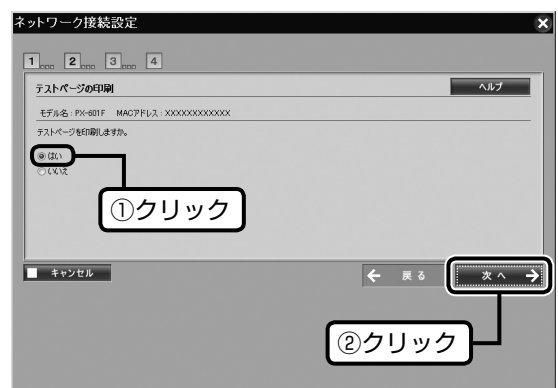 ネットワーク接続設定
1 2 3 4
テストページの印刷 ヘルプ
モデル名：PX-601F MACアドレス：XXXXXXXXXXXX
テストページを印刷しますか。
はい
いいえ
①クリック
キャンセル 戻る 次へ
②クリック